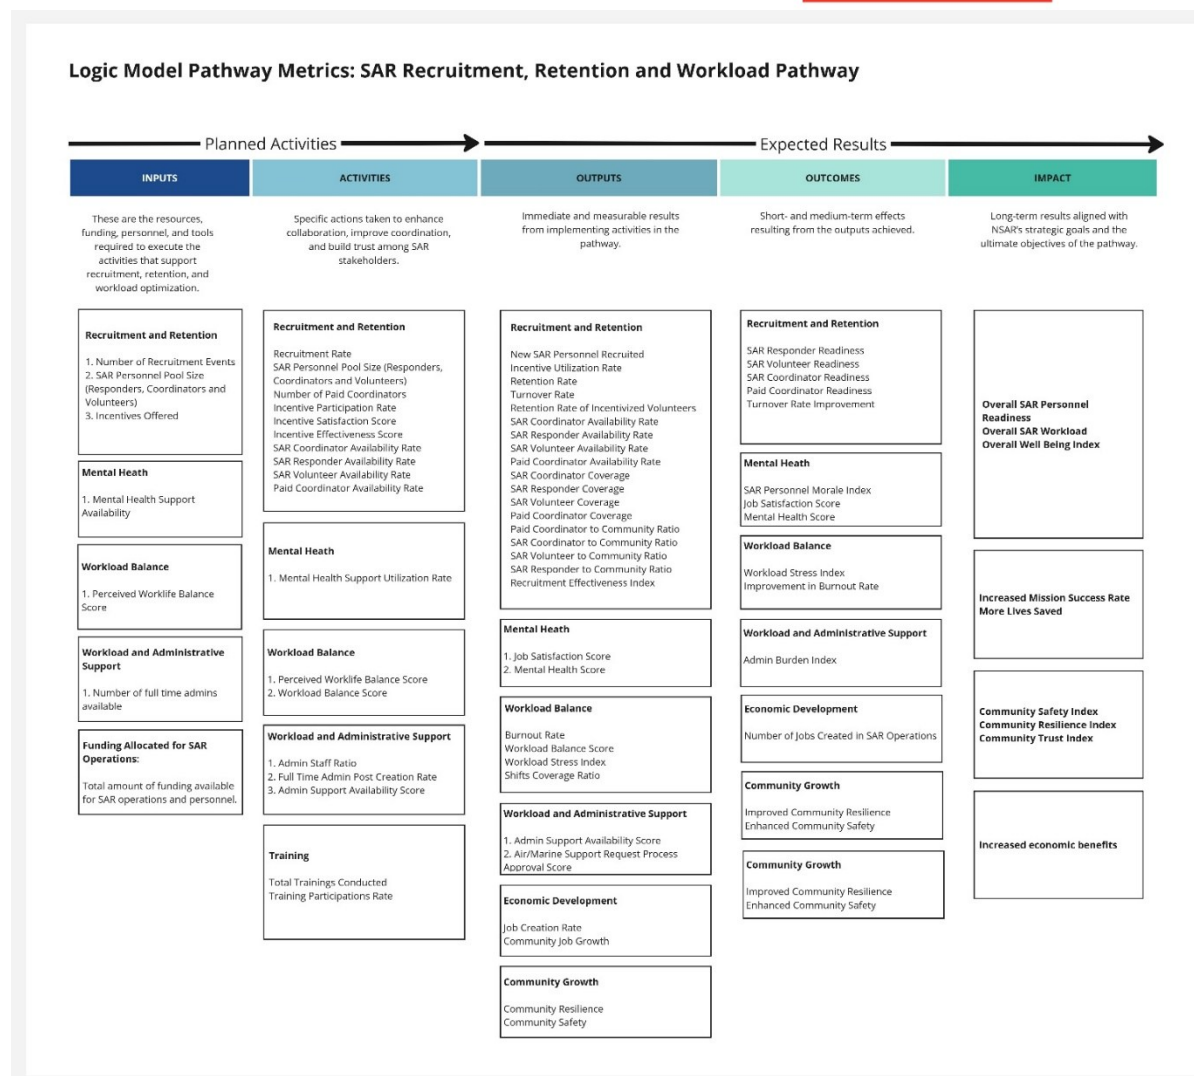 Logic Model Pathway Metrics: SAR Recruitment, Retention and Workload Pathway
Planned Activities
Expected Results
INPUTS
ACTIVITIES
OUTPUTS
OUTCOMES
IMPACT
These are the resources,
funding, personnel, and tools
required to execute the
activities that support
recruitment, retention, and
workload optimization.
Specific actions taken to enhance
collaboration, improve coordination,
and build trust among SAR
stakeholders.
Immediate and measurable results
from implementing activities in the
pathway.
Short- and medium-term effects
resulting from the outputs achieved.
Long-term results aligned with
NSAR's strategic goals and the
ultimate objectives of the pathway.
Recruitment and Retention
1. Number of Recruitment Events
2. SAR Personnel Pool Size
(Responders, Coordinators and
Volunteers)
3. Incentives Offered
Mental Heath
1. Mental Health Support
Availability
Workload Balance
1. Perceived Worklife Balance
Score
Workload and Administrative
Support
1. Number of full time admins
available
Funding Allocated for SAR
Operations:
Total amount of funding available
for SAR operations and personnel.
Recruitment and Retention
Recruitment Rate
SAR Personnel Pool Size (Responders,
Coordinators and Volunteers)
Number of Paid Coordinators
Incentive Participation Rate
Incentive Satisfaction Score
Incentive Effectiveness Score
SAR Coordinator Availability Rate
SAR Responder Availability Rate
SAR Volunteer Availability Rate
Paid Coordinator Availability Rate
Mental Heath
1. Mental Health Support Utilization Rate
Workload Balance
1. Perceived Worklife Balance Score
2. Workload Balance Score
Workload and Administrative Support
1. Admin Staff Ratio
2. Full Time Admin Post Creation Rate
3. Admin Support Availability Score
Training
Total Trainings Conducted
Training Participations Rate
Recruitment and Retention
New SAR Personnel Recruited
Incentive Utilization Rate
Retention Rate
Turnover Rate
Retention Rate of Incentivized Volunteers
SAR Coordinator Availability Rate
SAR Responder Availability Rate
SAR Volunteer Availability Rate
Paid Coordinator Availability Rate
SAR Coordinator Coverage
SAR Responder Coverage
SAR Volunteer Coverage
Paid Coordinator Coverage
Paid Coordinator to Community Ratio
SAR Coordinator to Community Ratio
SAR Volunteer to Community Ratio
SAR Responder to Community Ratio
Recruitment Effectiveness Index
Mental Heath
1. Job Satisfaction Score
2. Mental Health Score
Workload Balance
Burnout Rate
Workload Balance Score
Workload Stress Index
Shifts Coverage Ratio
Workload and Administrative Support
1. Admin Support Availability Score
2. Air/Marine Support Request Process
Approval Score
Economic Development
Job Creation Rate
Community Job Growth
Community Growth
Community Resilience
Community Safety
Recruitment and Retention
SAR Responder Readiness
SAR Volunteer Readiness
SAR Coordinator Readiness
Paid Coordinator Readiness
Turnover Rate Improvement
Mental Heath
SAR Personnel Morale Index
Job Satisfaction Score
Mental Health Score
Workload Balance
Workload Stress Index
Improvement in Burnout Rate
Workload and Administrative Support
Admin Burden Index
Economic Development
Number of Jobs Created in SAR Operations
Community Growth
Improved Community Resilience
Enhanced Community Safety
Community Growth
Improved Community Resilience
Enhanced Community Safety
Overall SAR Personnel
Readiness
Overall SAR Workload
Overall Well Being Index
Increased Mission Success Rate
More Lives Saved
Community Safety Index
Community Resilience Index
Community Trust Index
Increased economic benefits